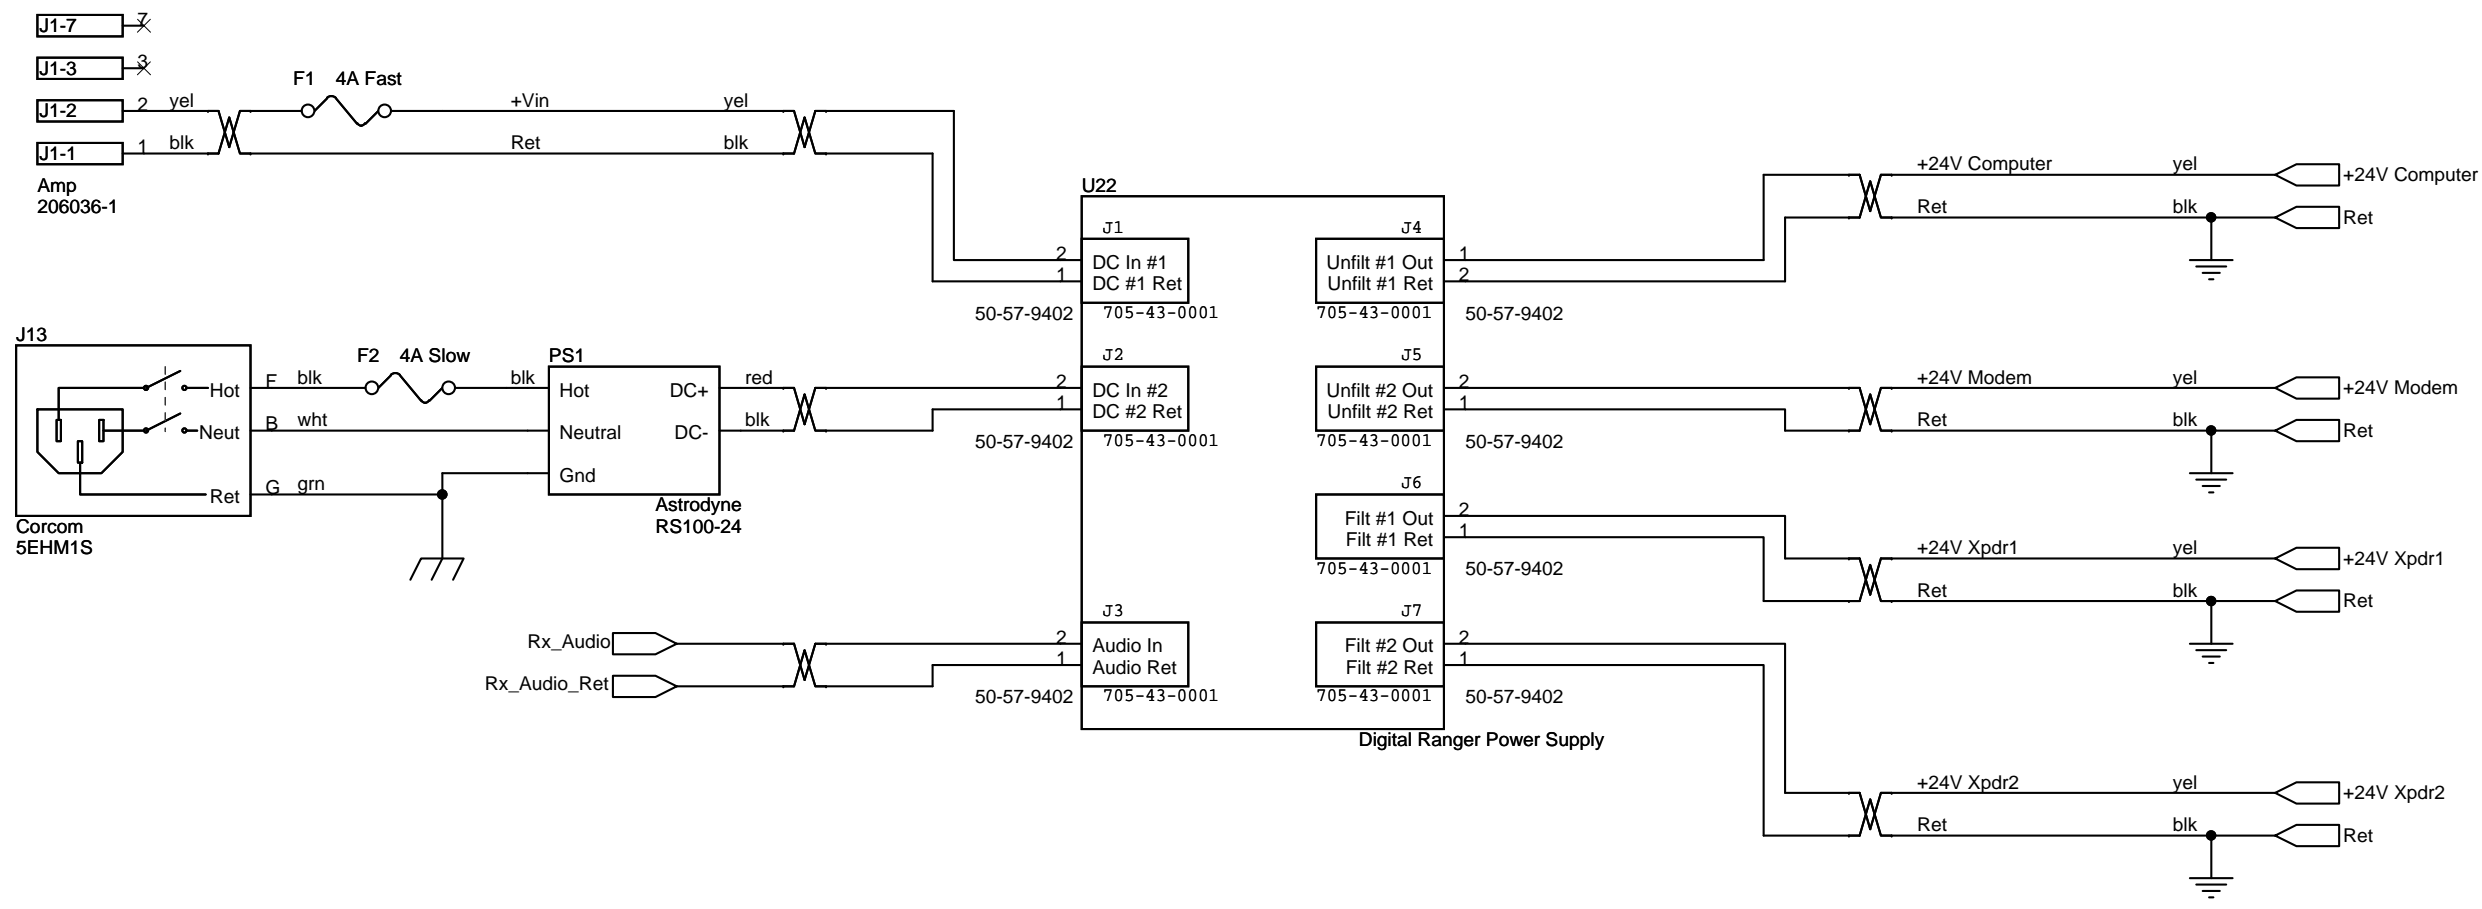 J1-7 7
J1-3 3
F1 4A Fast
J1-2 2 yel +Vin yel
J1-1 1 blk Ret blk
Amp
206036-1
U22
J1
2 DC In #1
1 DC #1 Ret
50-57-9402 705-43-0001
J4
Unfilt #1 Out 1
Unfilt #1 Ret 2
705-43-0001 50-57-9402
+24V Computer yel +24V Computer
Ret blk Ret
J13
Hot F blk
Neut B wht
Ret G grn
Corcom
5EHM1S
F2 4A Slow
blk
PS1
Hot DC+ red
Neutral DC- blk
Gnd
Astrodyne
RS100-24
J2
2 DC In #2
1 DC #2 Ret
50-57-9402 705-43-0001
J5
Unfilt #2 Out 2
Unfilt #2 Ret 1
705-43-0001 50-57-9402
+24V Modem yel +24V Modem
Ret blk Ret
J6
Filt #1 Out 2
Filt #1 Ret 1
705-43-0001 50-57-9402
+24V Xpdr1 yel +24V Xpdr1
Ret blk Ret
Rx_Audio
Rx_Audio_Ret
J3
2 Audio In
1 Audio Ret
50-57-9402 705-43-0001
J7
Filt #2 Out 2
Filt #2 Ret 1
705-43-0001 50-57-9402
Digital Ranger Power Supply
+24V Xpdr2 yel +24V Xpdr2
Ret blk Ret